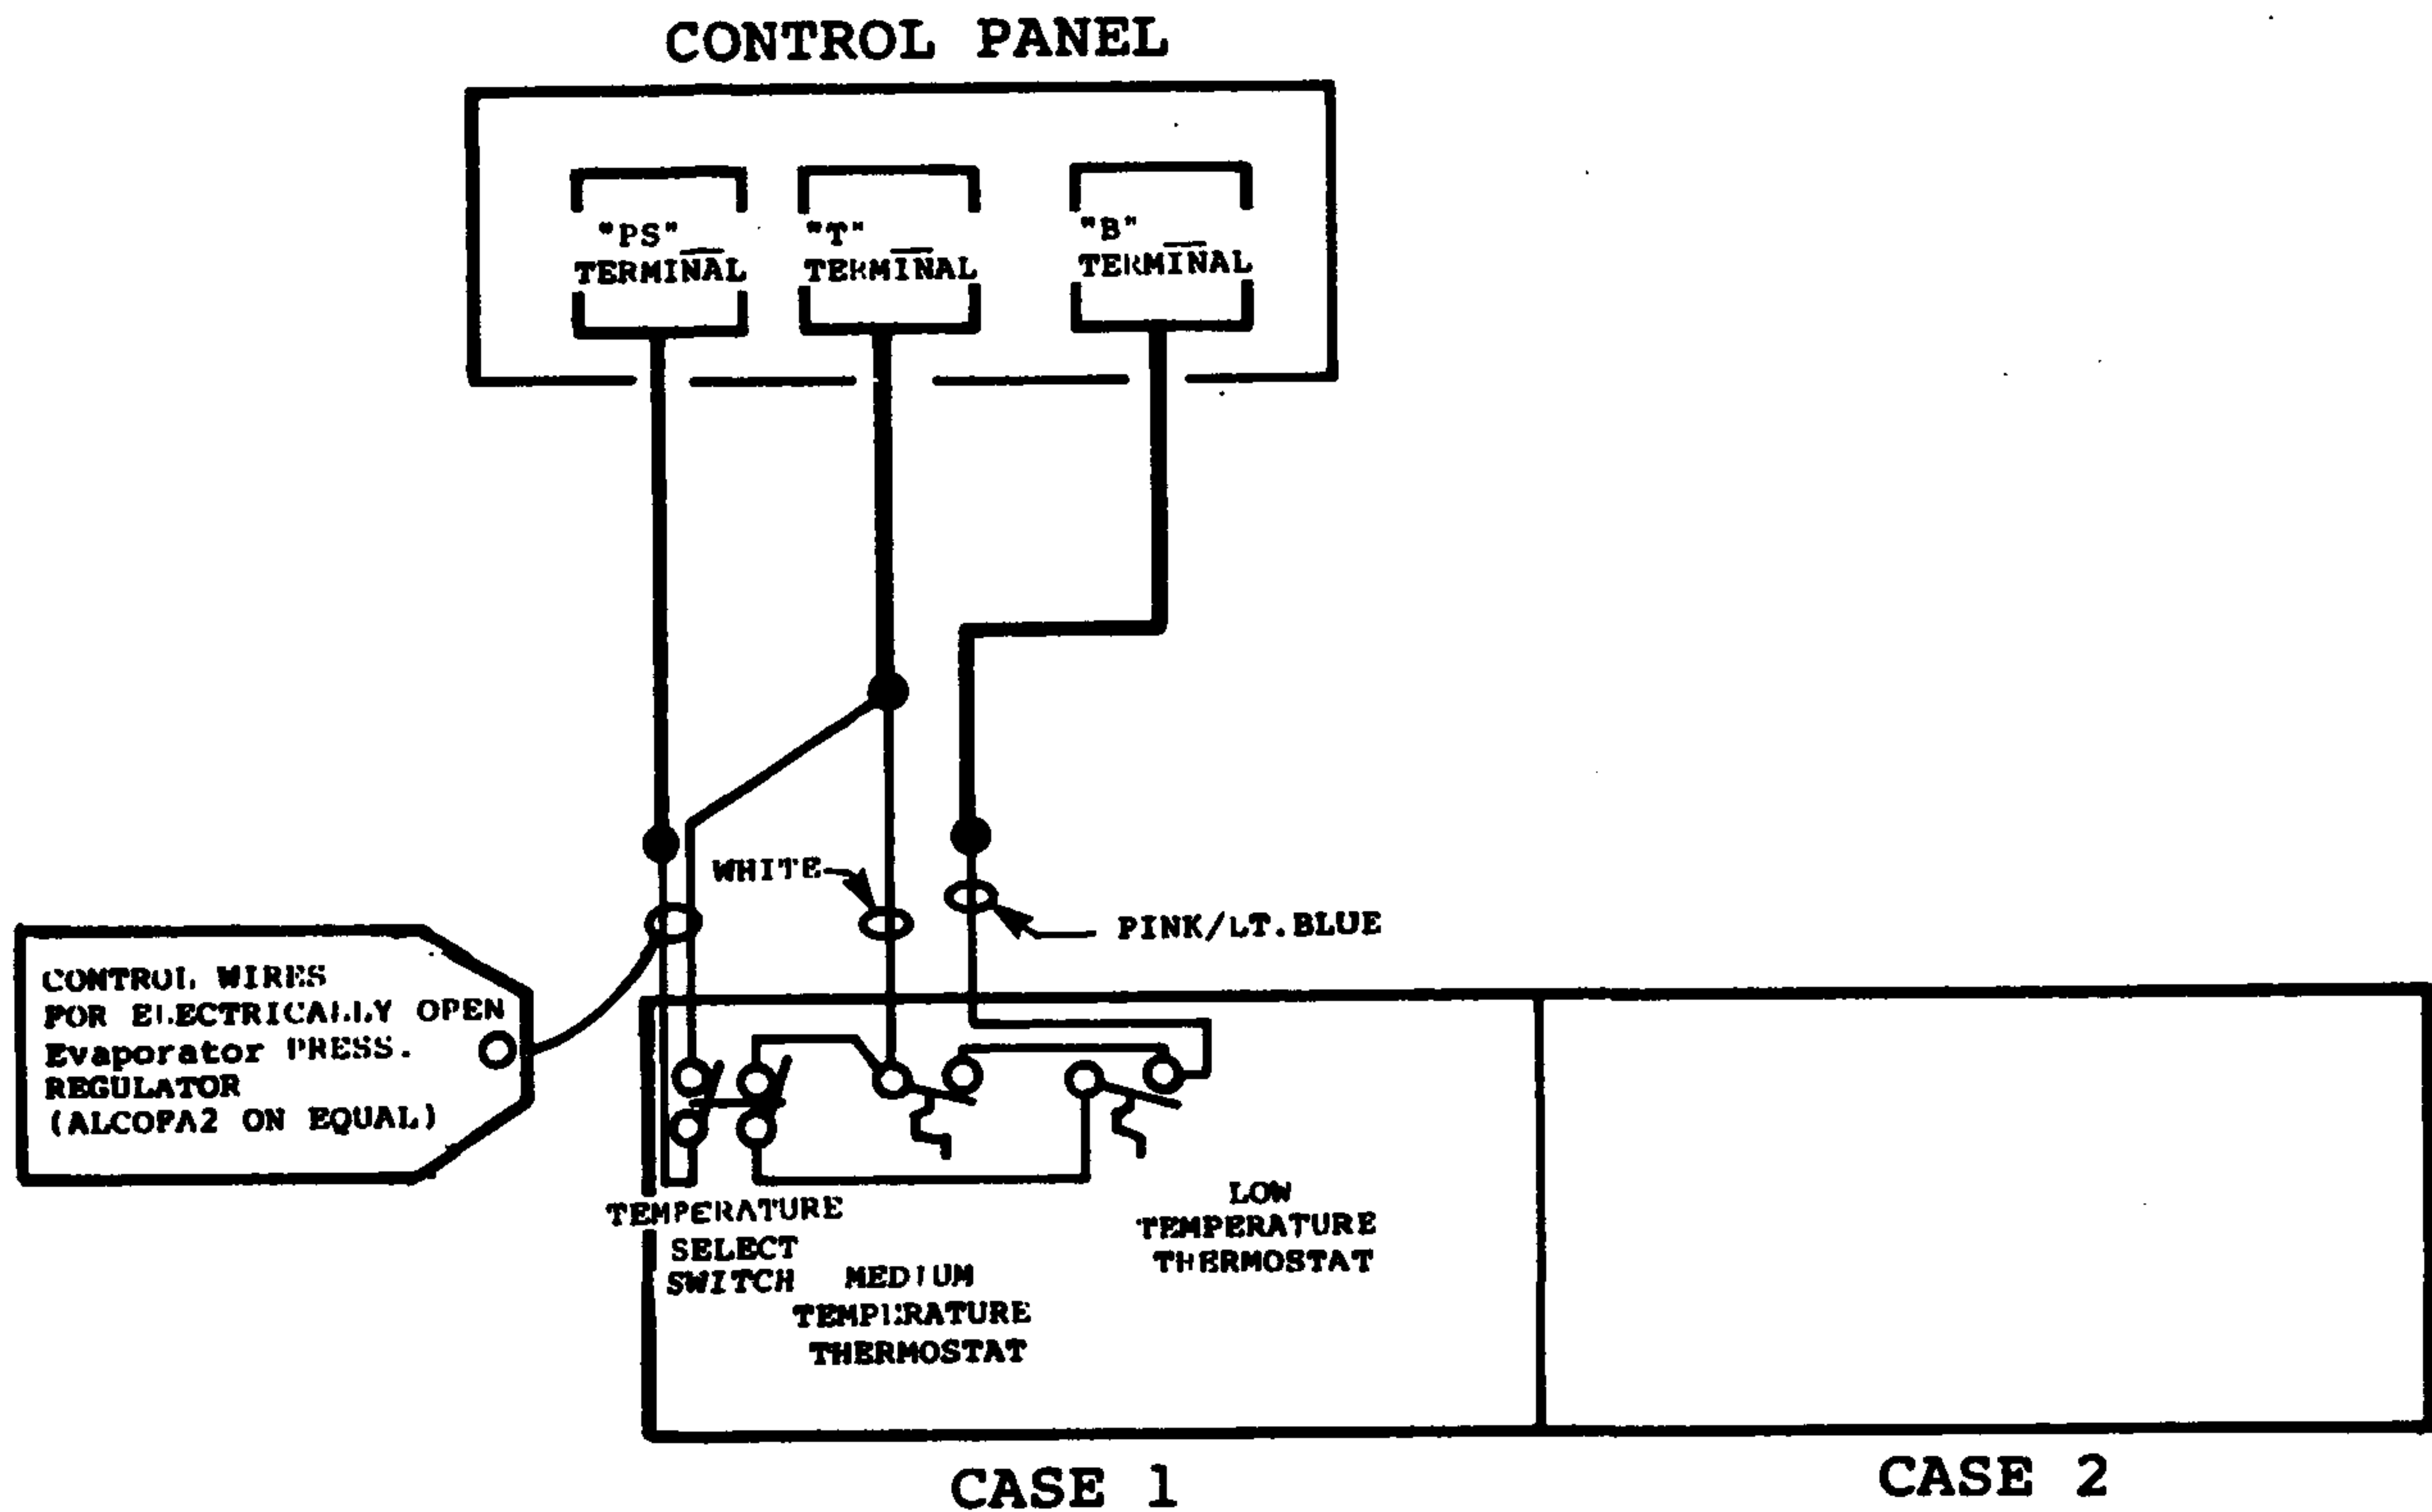 CONTROL PANEL
"PS"
TERMINAL
"T"
TERMINAL
"B"
TERMINAL
WHITE
PINK/LT.BLUE
CONTROL WIRES
FOR ELECTRICALLY OPEN
Evaporator PRESS.
REGULATOR
(ALCOPA2 ON EQUAL)
TEMPERATURE
SELECT
SWITCH
MEDIUM
TEMPERATURE
THERMOSTAT
LOW
TEMPERATURE
THERMOSTAT
CASE 1
CASE 2